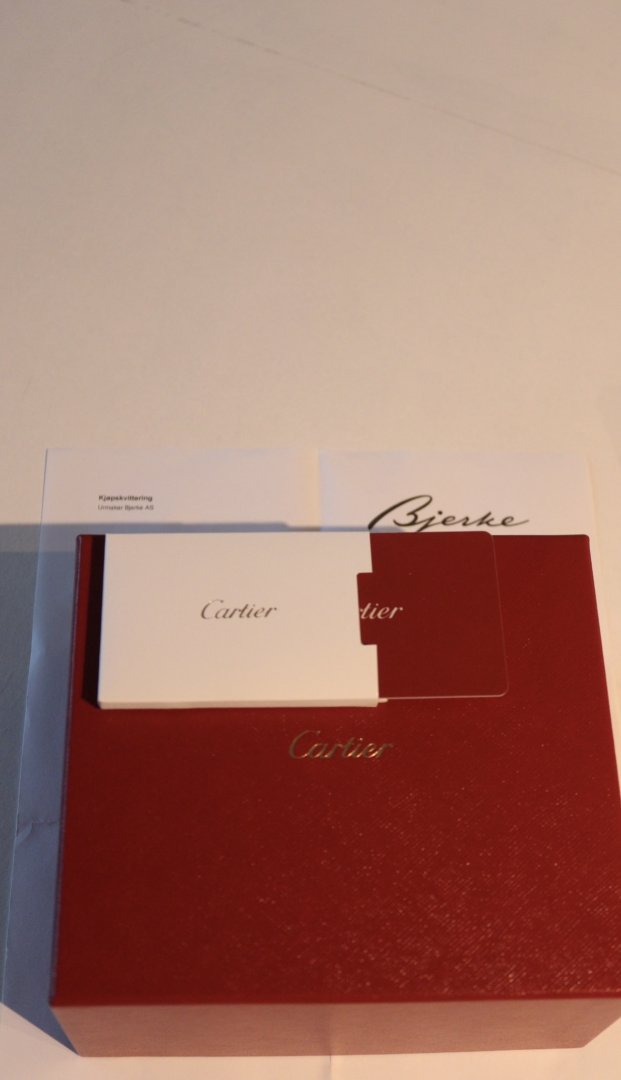 Kjøpskvittering
Urmaker Bjerke AS
Bjerke
Cartier
rtier
Cartier